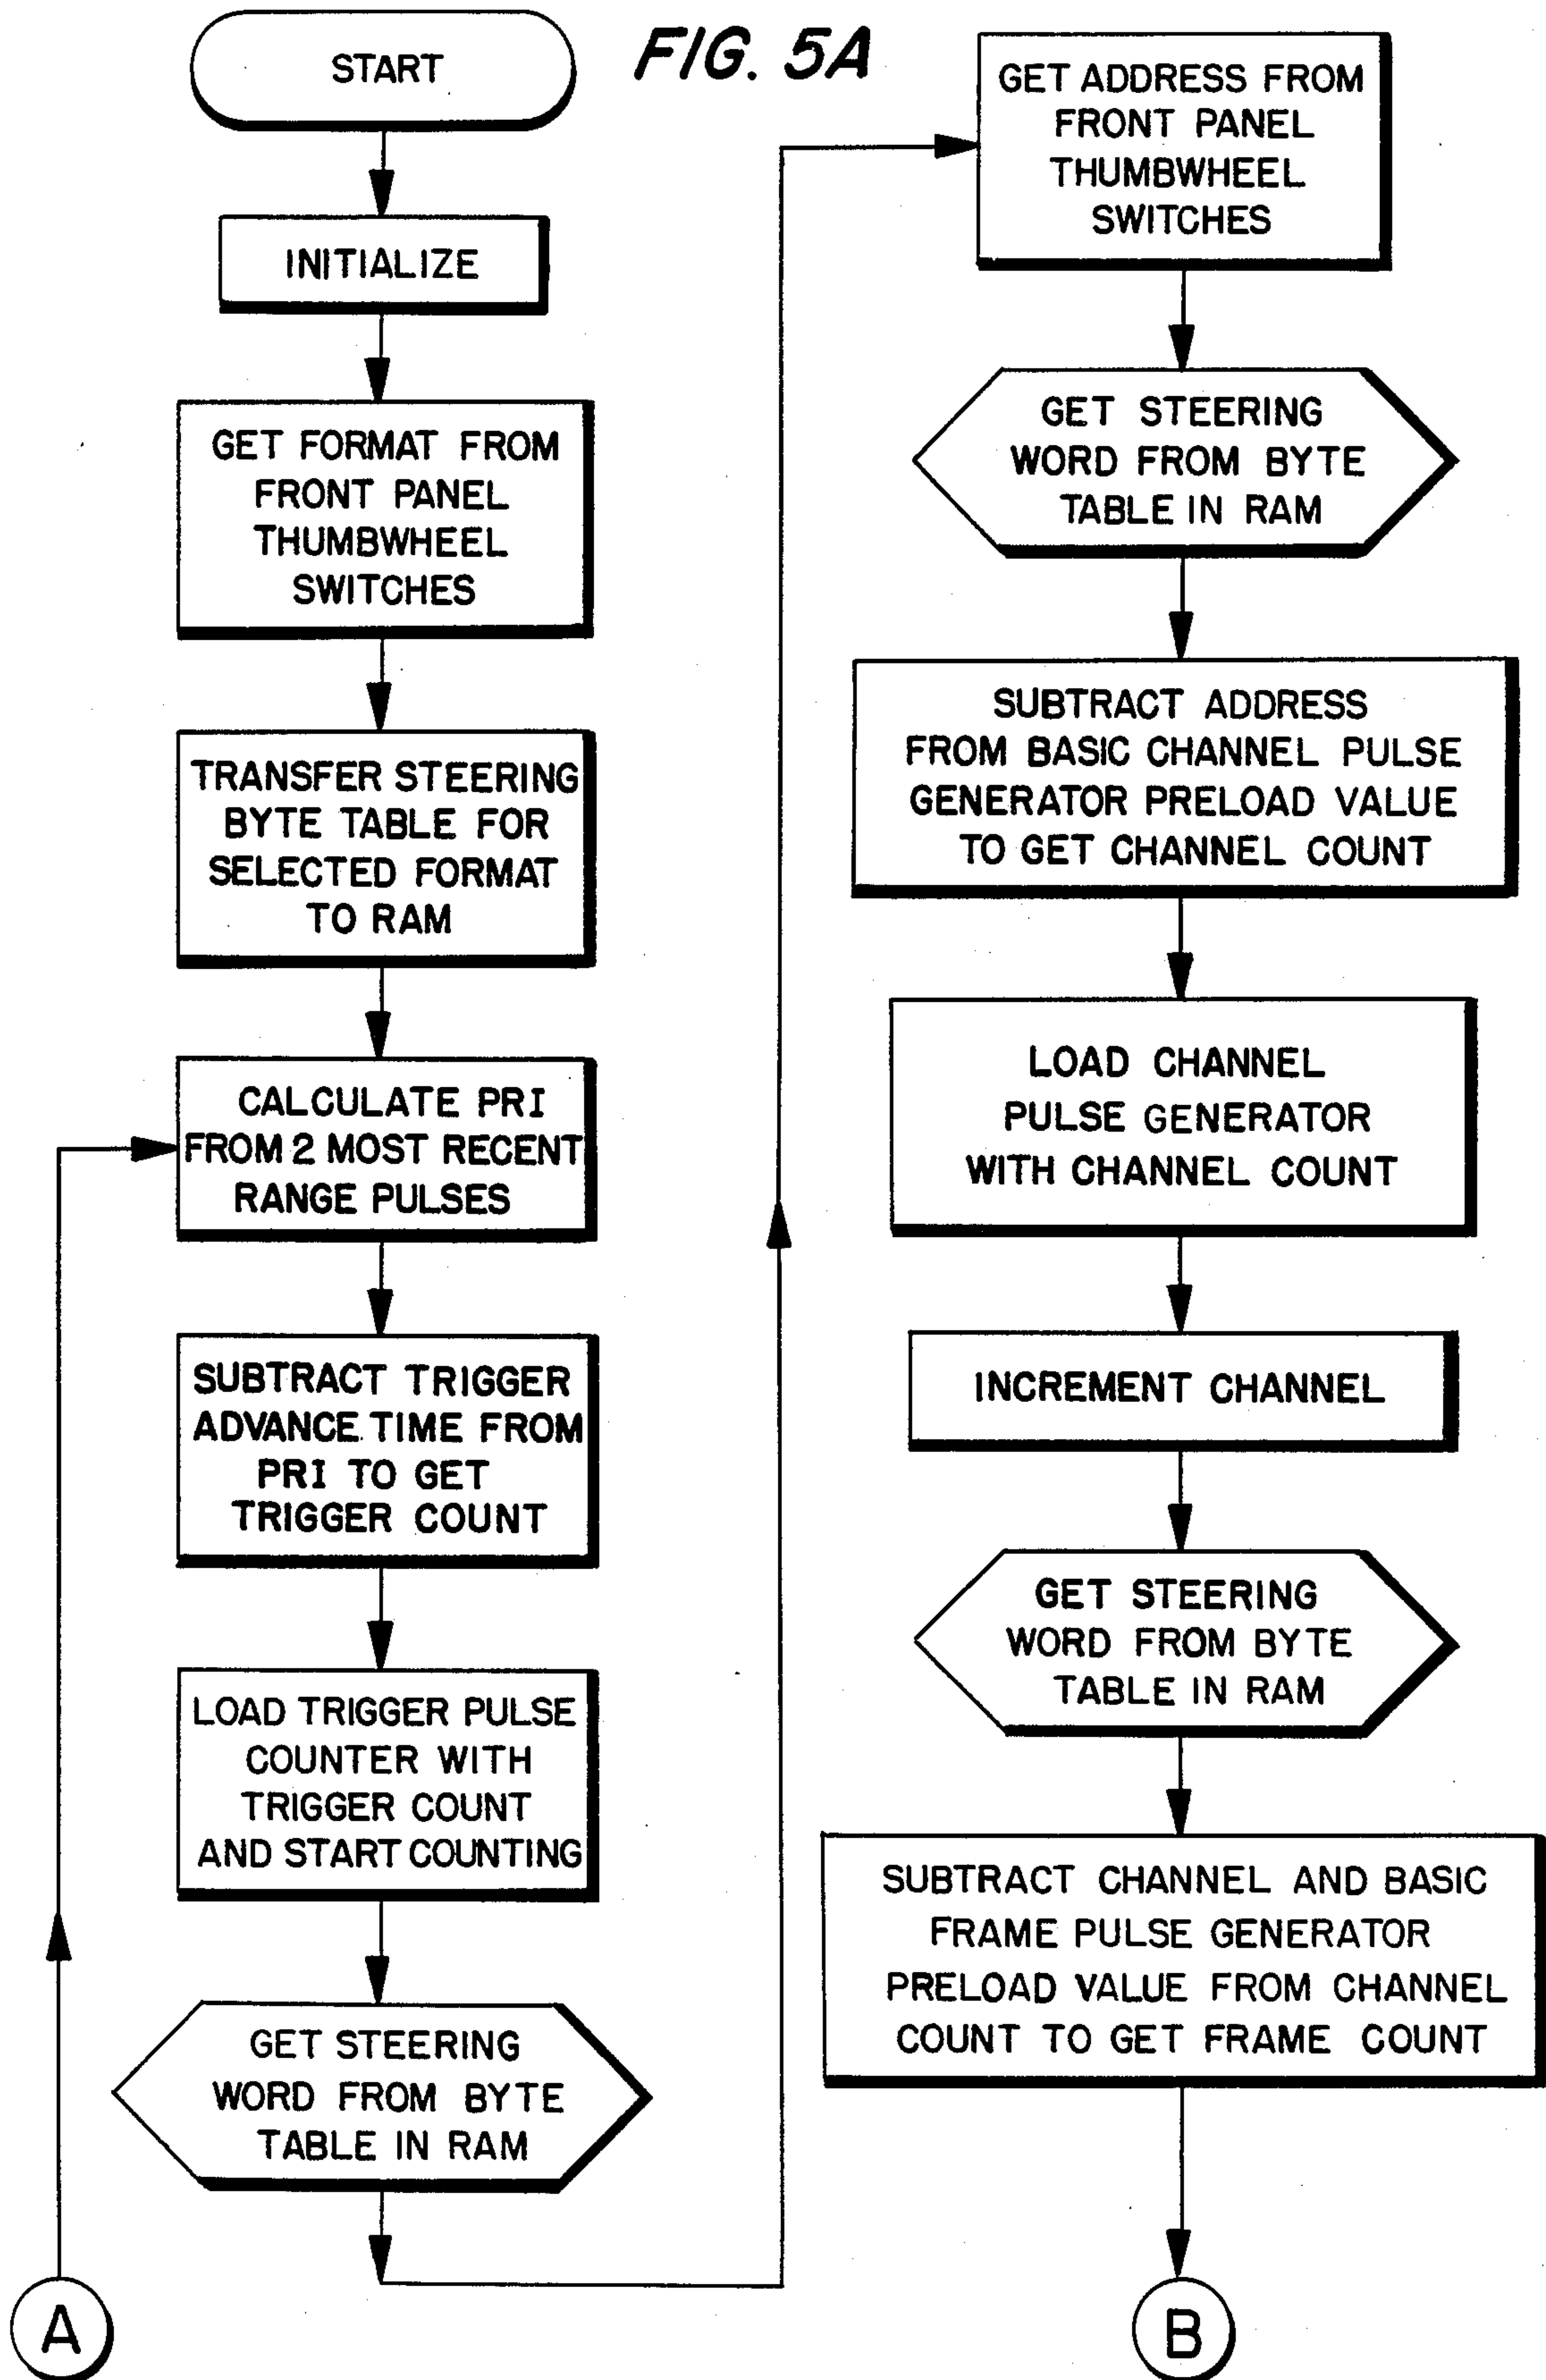 FIG. 5A
START
INITIALIZE
GET FORMAT FROM
FRONT PANEL
THUMBWHEEL
SWITCHES
TRANSFER STEERING
BYTE TABLE FOR
SELECTED FORMAT
TO RAM
CALCULATE PRI
FROM 2 MOST RECENT
RANGE PULSES
SUBTRACT TRIGGER
ADVANCE TIME FROM
PRI TO GET
TRIGGER COUNT
LOAD TRIGGER PULSE
COUNTER WITH
TRIGGER COUNT
AND START COUNTING
GET STEERING
WORD FROM BYTE
TABLE IN RAM
A
GET ADDRESS FROM
FRONT PANEL
THUMBWHEEL
SWITCHES
GET STEERING
WORD FROM BYTE
TABLE IN RAM
SUBTRACT ADDRESS
FROM BASIC CHANNEL PULSE
GENERATOR PRELOAD VALUE
TO GET CHANNEL COUNT
LOAD CHANNEL
PULSE GENERATOR
WITH CHANNEL COUNT
INCREMENT CHANNEL
GET STEERING
WORD FROM BYTE
TABLE IN RAM
SUBTRACT CHANNEL AND BASIC
FRAME PULSE GENERATOR
PRELOAD VALUE FROM CHANNEL
COUNT TO GET FRAME COUNT
B